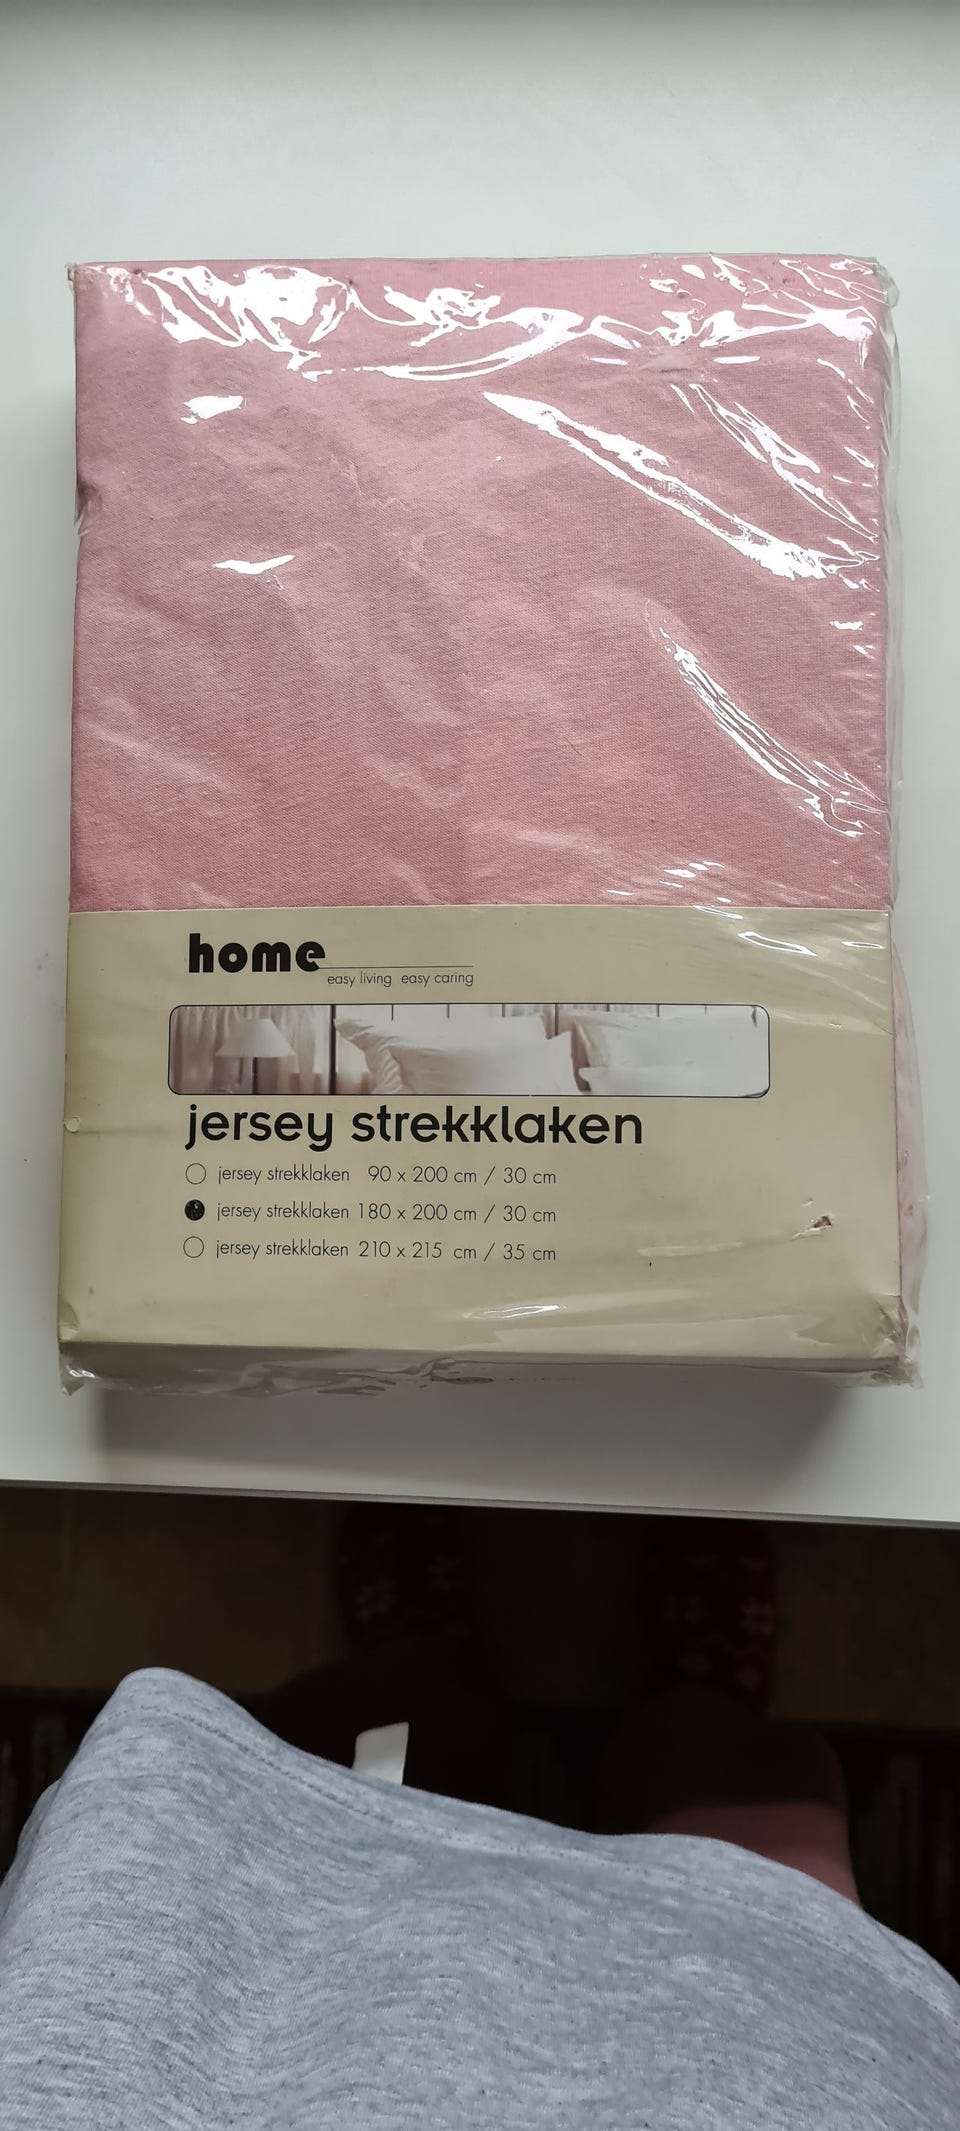 home
easy living easy caring
jersey strekklaken
jersey strekklaken 90 x 200 cm / 30 cm
jersey strekklaken 180 x 200 cm / 30 cm
jersey strekklaken 210 x 215 cm / 35 cm